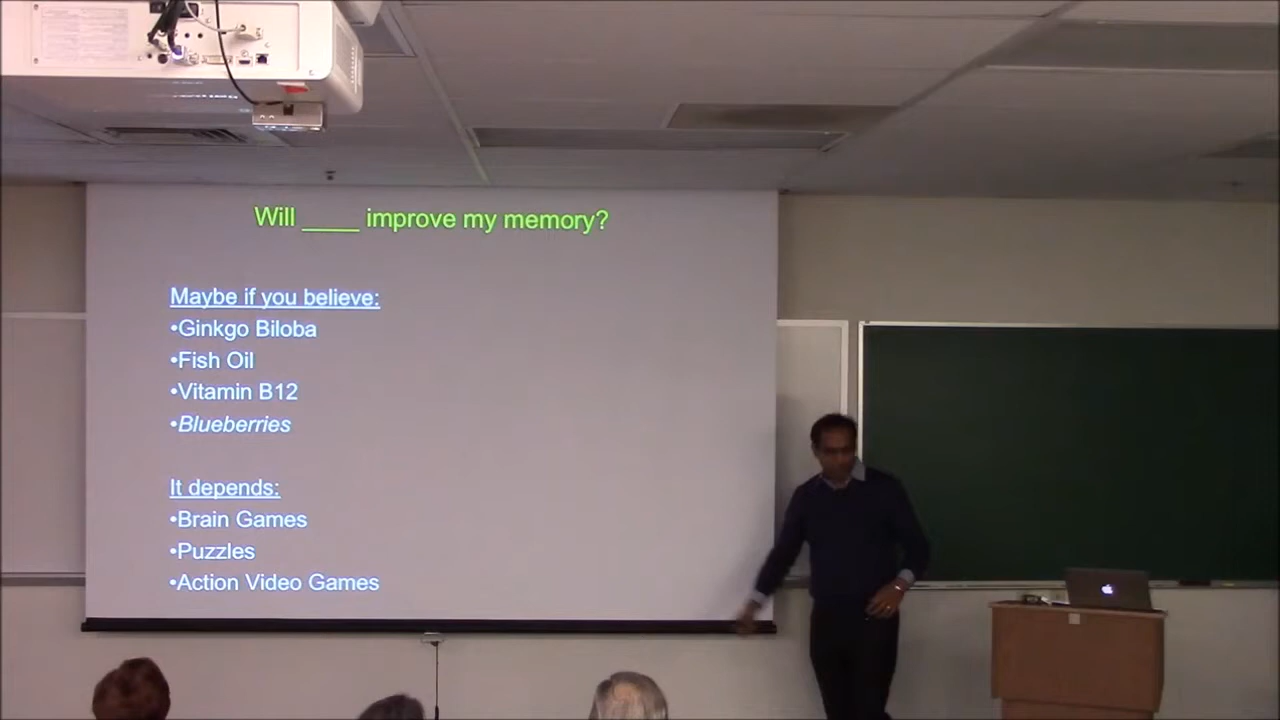 Will ____ improve my memory?
Maybe if you believe:
•Ginkgo Biloba
•Fish Oil
•Vitamin B12
•Blueberries
It depends:
•Brain Games
•Puzzles
•Action Video Games